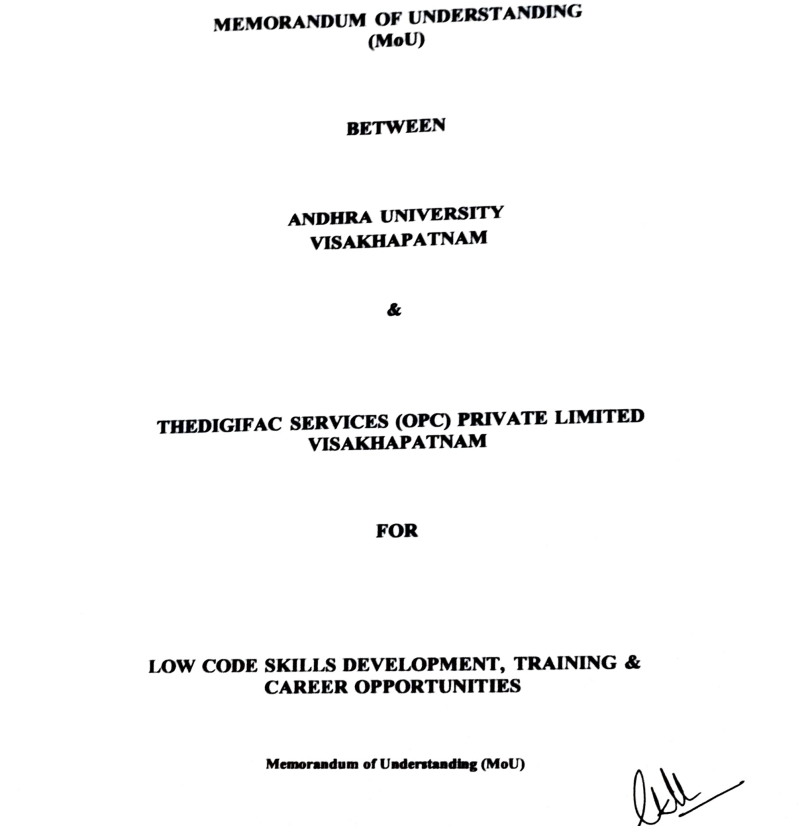 MEMORANDUM OF UNDERSTANDING
(MoU)
BETWEEN
ANDHRA UNIVERSITY
VISAKHAPATNAM
&
THEDIGIFAC SERVICES (OPC) PRIVATE LIMITED
VISAKHAPATNAM
FOR
LOW CODE SKILLS DEVELOPMENT, TRAINING &
CAREER OPPORTUNITIES
Memorandum of Understanding (MoU)